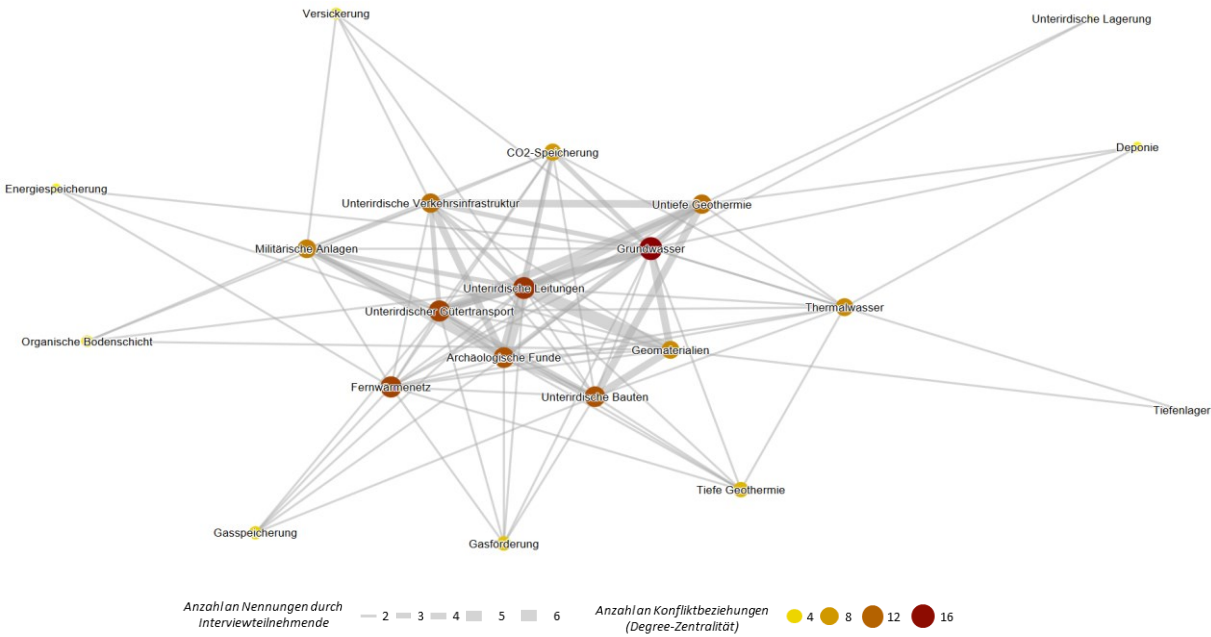 Versickerung
Unterirdische Lagerung
CO2-Speicherung
Deponie
Energiespeicherung
Unterirdische Verkehrsinfrastruktur
Untiefe Geothermie
Militärische Anlagen
Grundwasser
Unterirdische Leitungen
Thermalwasser
Unterirdischer Gütertransport
Organische Bodenschicht
Geomaterialien
Archäologische Funde
Fernwärmenetz
Unterirdische Bauten
Tiefenlager
Tiefe Geothermie
Gasspeicherung
Gasförderung
Anzahl an Nennungen durch
Interviewteilnehmende
2 3 4 5 6
Anzahl an Konfliktbeziehungen
(Degree-Zentralität)
4 8 12 16